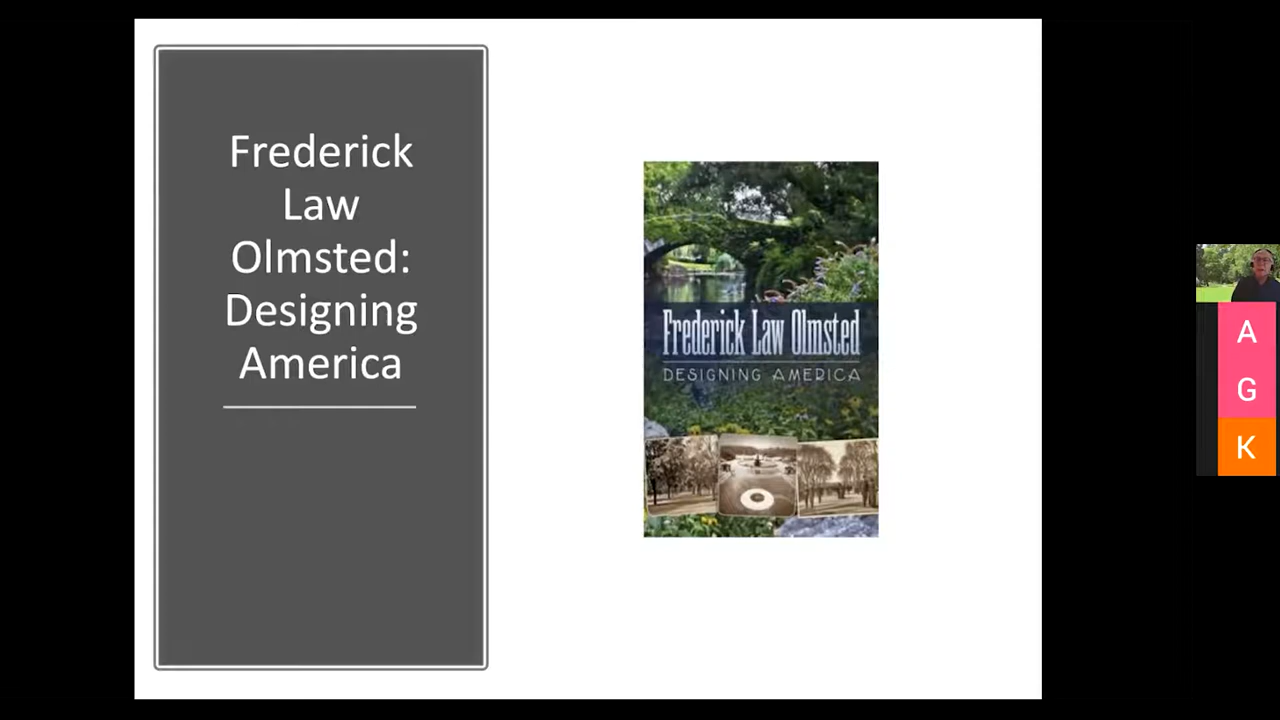 Frederick
Law
Olmsted:
Designing
America
Frederick Law Olmsted
DESIGNING AMERICA
A
G
K